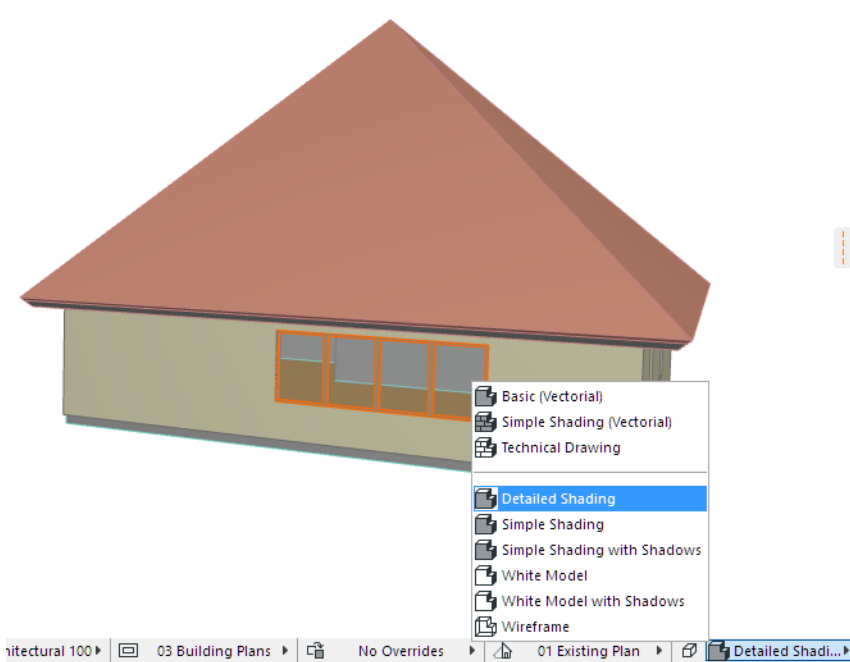 Basic (Vectorial)
Simple Shading (Vectorial)
Technical Drawing
Detailed Shading
Simple Shading
Simple Shading with Shadows
White Model
White Model with Shadows
Wireframe
hitectural 100 03 Building Plans No Overrides 01 Existing Plan Detailed Shadi...